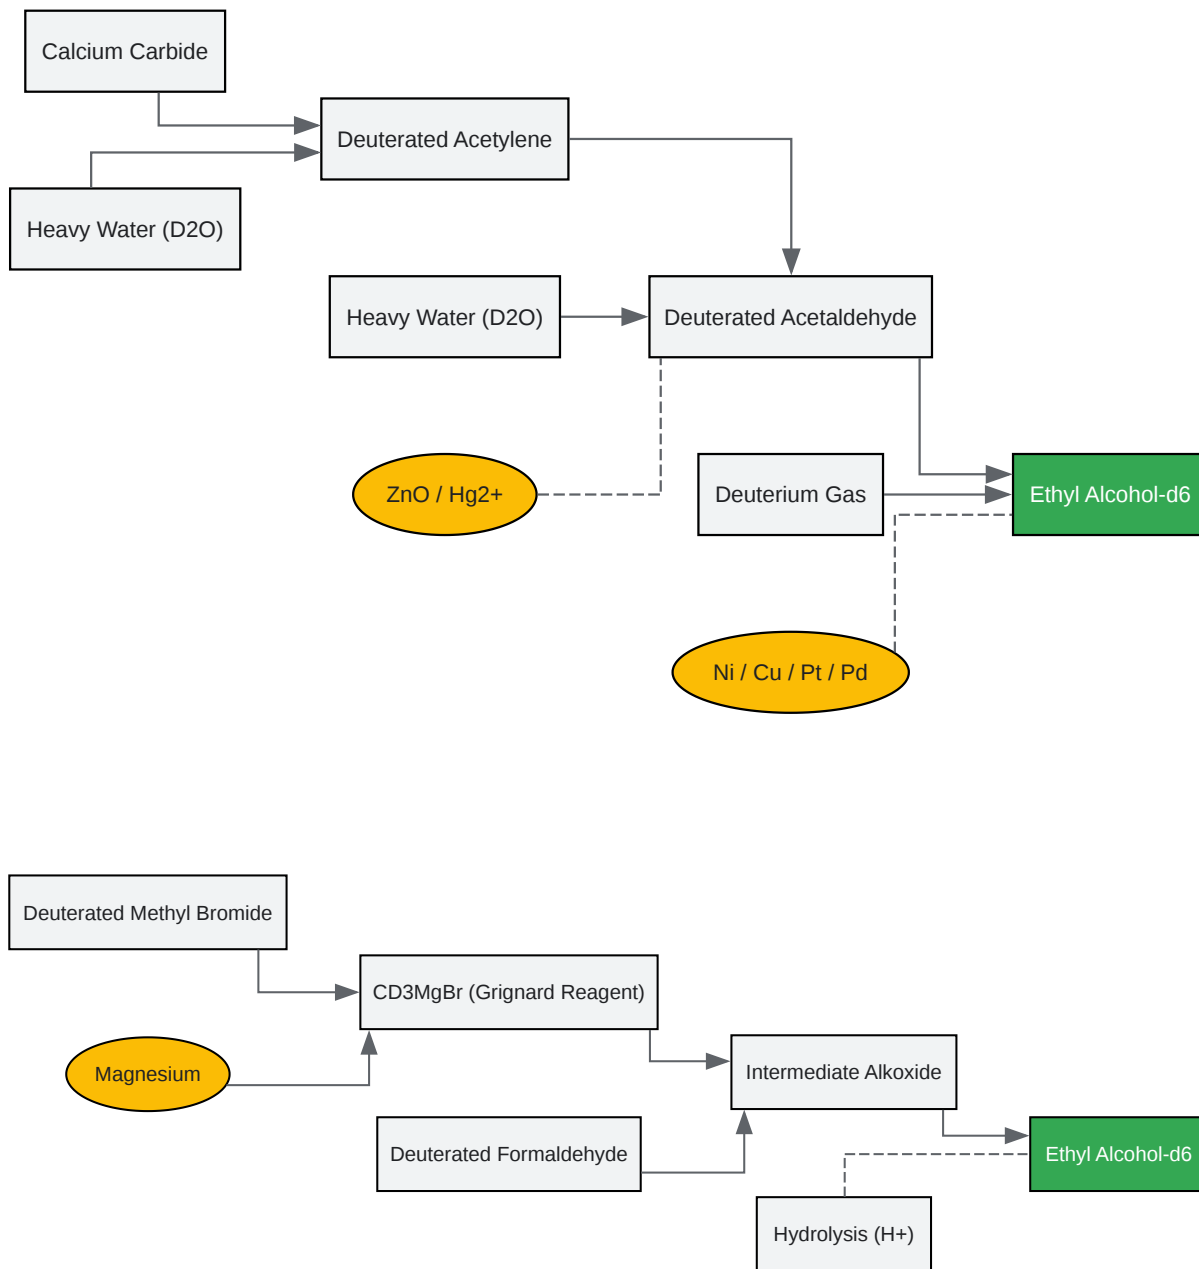 Calcium Carbide
Deuterated Acetylene
Heavy Water (D2O)
Heavy Water (D2O)
Deuterated Acetaldehyde
ZnO / Hg2+
Deuterium Gas
Ethyl Alcohol-d6
Ni / Cu / Pt / Pd
Deuterated Methyl Bromide
CD3MgBr (Grignard Reagent)
Magnesium
Intermediate Alkoxide
Deuterated Formaldehyde
Ethyl Alcohol-d6
Hydrolysis (H+)